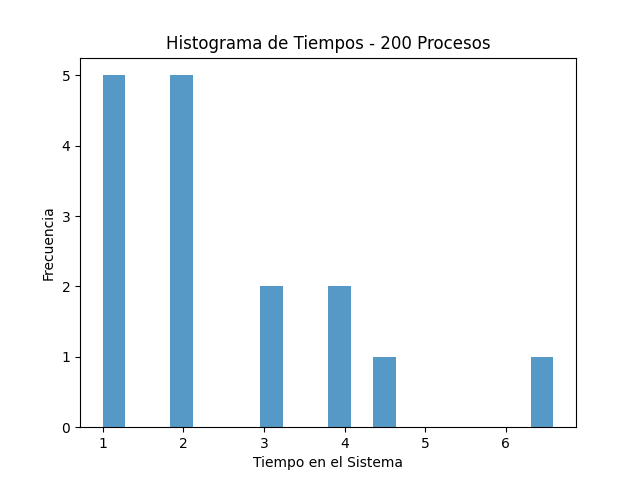 Histograma de Tiempos - 200 Procesos
5
4
3
2
1
0
Frecuencia
1 2 3 4 5 6
Tiempo en el Sistema